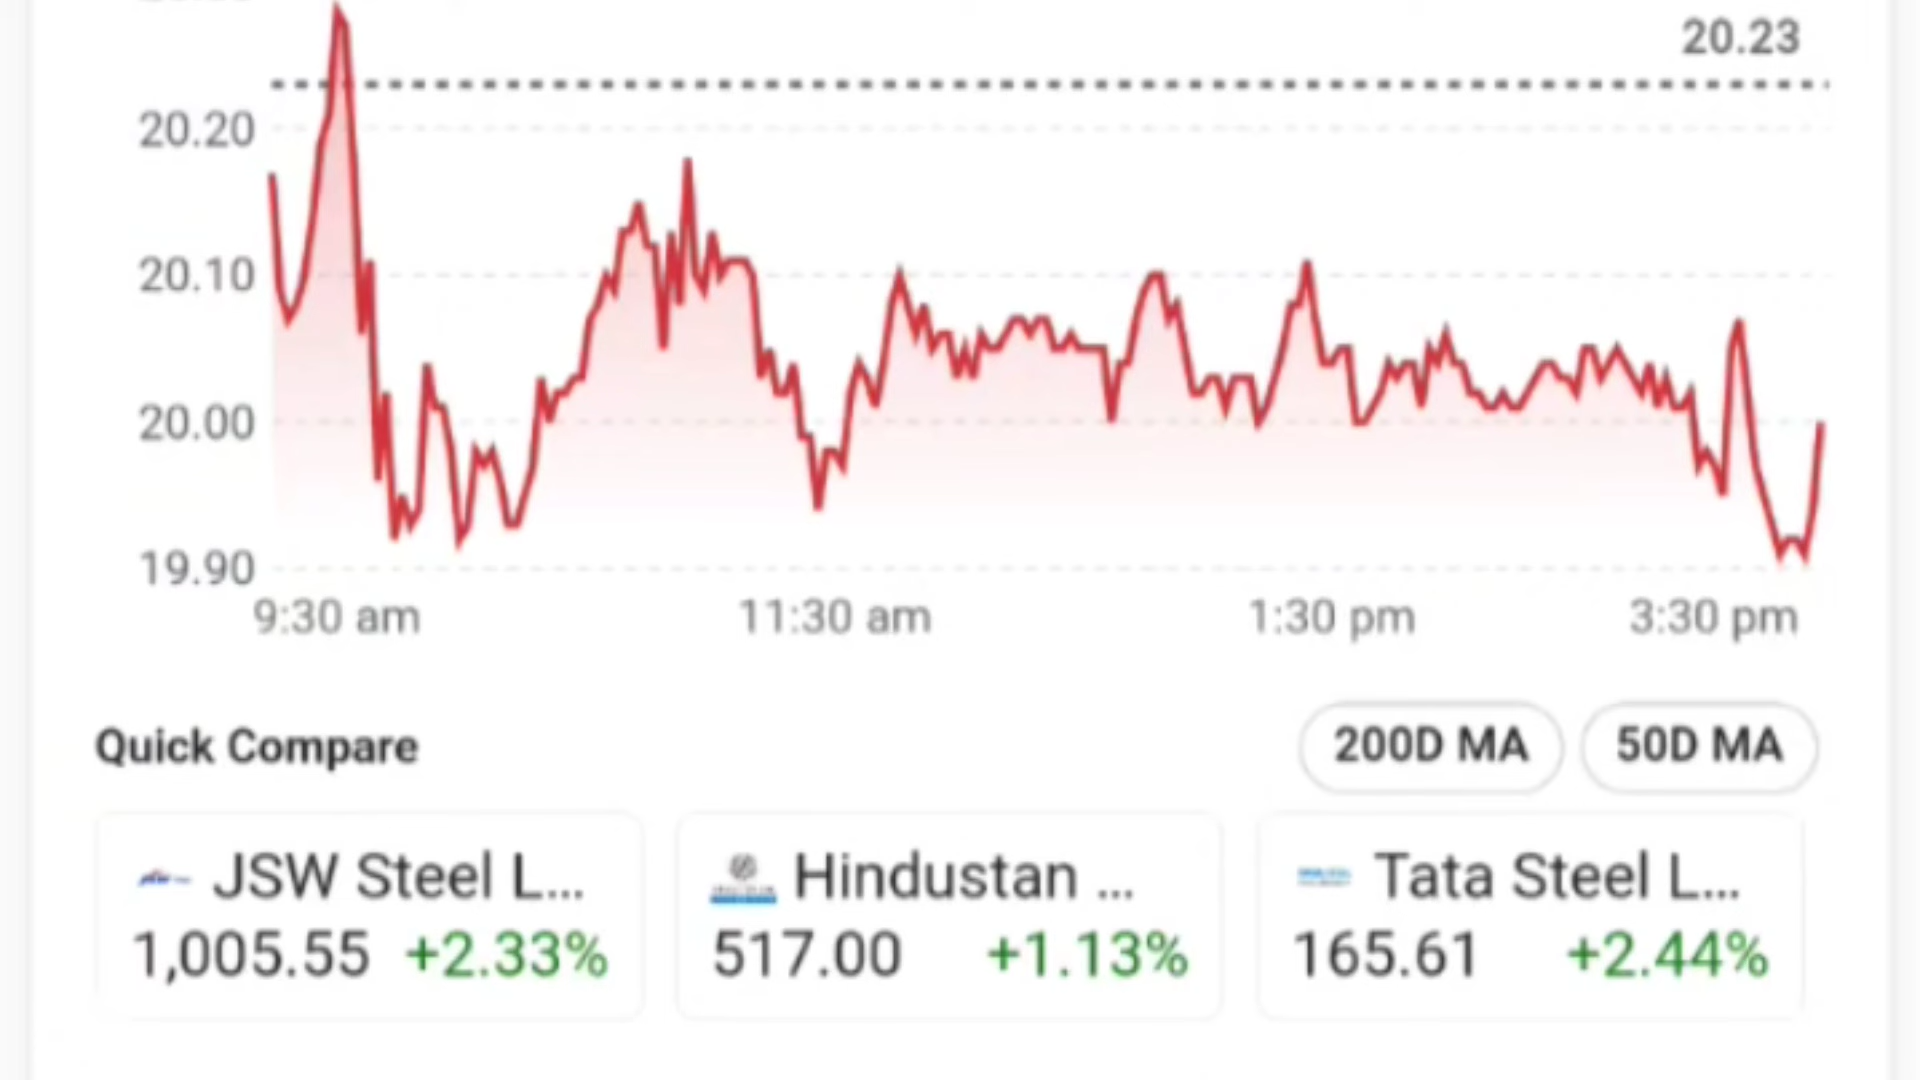 20.23
20.20
20.10
20.00
19.90
9:30 am 11:30 am 1:30 pm 3:30 pm
Quick Compare 200D MA 50D MA
JSW Steel L...
1,005.55 +2.33%
Hindustan ...
517.00 +1.13%
Tata Steel L...
165.61 +2.44%